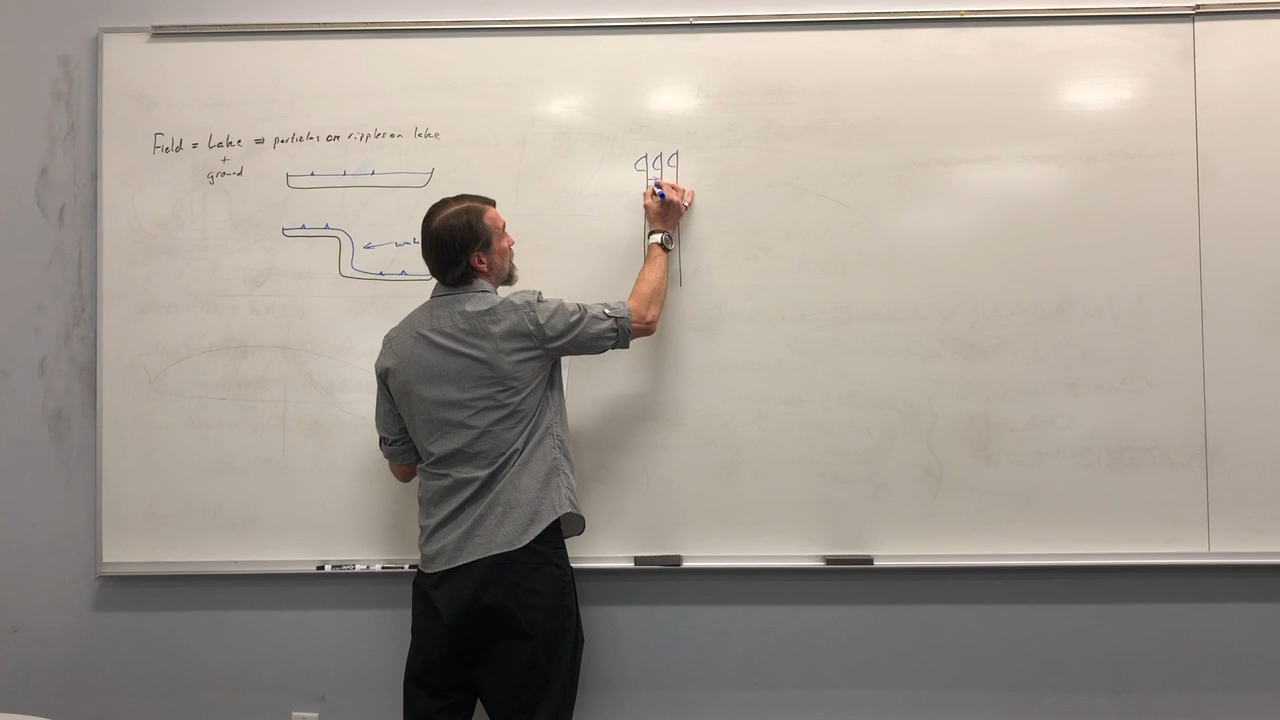 Field = Lake ⇒ particles are ripples on lake
+
ground